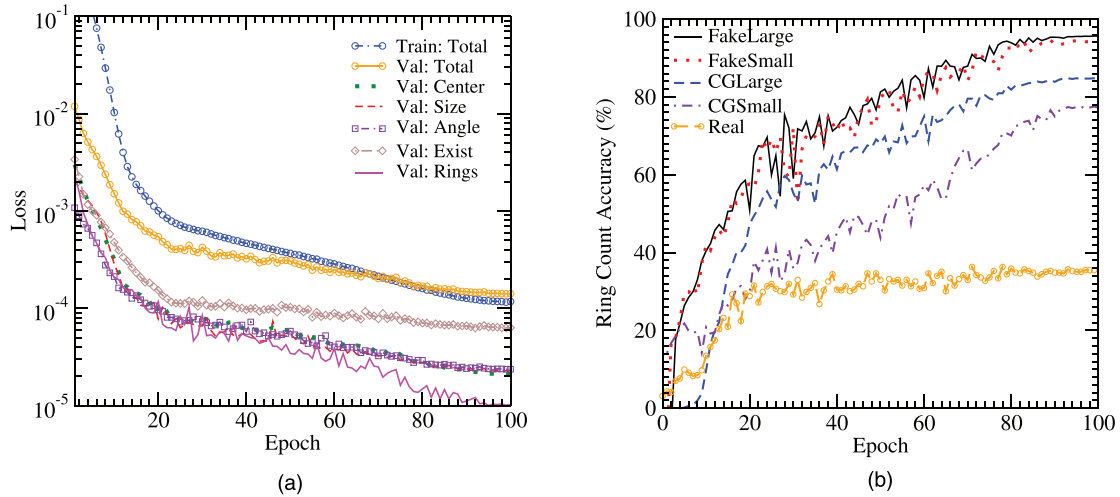 10^-1
10^-2
10^-3
10^-4
10^-5
Loss
Train: Total
Val: Total
Val: Center
Val: Size
Val: Angle
Val: Exist
Val: Rings
20 40 60 80 100
Epoch
(a)
100
80
60
40
20
0
Ring Count Accuracy (%)
FakeLarge
FakeSmall
CGLarge
CGSmall
Real
0 20 40 60 80 100
Epoch
(b)